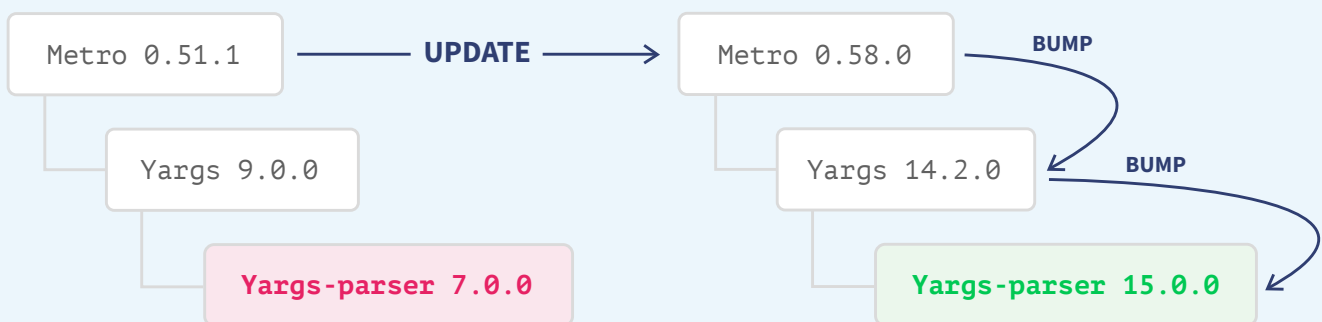 Metro 0.51.1
UPDATE
Metro 0.58.0
BUMP
Yargs 9.0.0
Yargs 14.2.0
BUMP
Yargs-parser 7.0.0
Yargs-parser 15.0.0